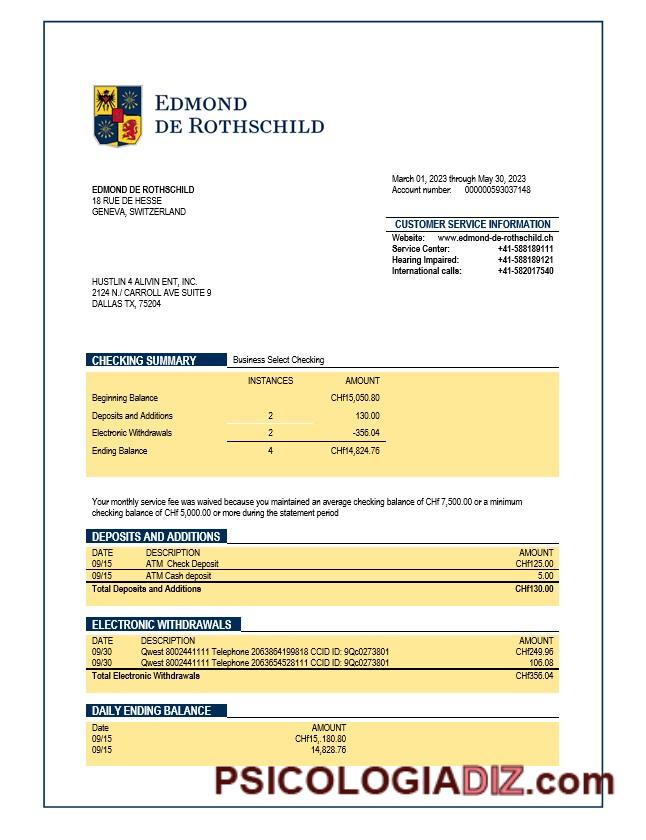 EDMOND
DE ROTHSCHILD
March 01, 2023 through May 30, 2023
Account number: 000000593037148
EDMOND DE ROTHSCHILD
18 RUE DE HESSE
GENEVA, SWITZERLAND
CUSTOMER SERVICE INFORMATION
Website: www.edmond-de-rothschild.ch
Service Center: +41-588189111
Hearing Impaired: +41-588189121
International calls: +41-582017540
HUSTLIN 4 ALIVIN ENT, INC.
2124 N./ CARROLL AVE SUITE 9
DALLAS TX, 75204
CHECKING SUMMARY Business Select Checking
INSTANCES AMOUNT
Beginning Balance CHf15,050.80
Deposits and Additions 2 130.00
Electronic Withdrawals 2 -356.04
Ending Balance 4 CHf14,824.76
Your monthly service fee was waived because you maintained an average checking balance of CHf 7,500.00 or a minimum
checking balance of CHf 5,000.00 or more during the statement period
DEPOSITS AND ADDITIONS
DATE DESCRIPTION AMOUNT
09/15 ATM Check Deposit CHf125.00
09/15 ATM Cash deposit 5.00
Total Deposits and Additions CHf130.00
ELECTRONIC WITHDRAWALS
DATE DESCRIPTION AMOUNT
09/30 Qwest 8002441111 Telephone 2063864199818 CCID ID: 9Qc0273801 CHf249.96
09/30 Qwest 8002441111 Telephone 2063654528111 CCID ID: 9Qc0273801 106.08
Total Electronic Withdrawals CHf356.04
DAILY ENDING BALANCE
Date AMOUNT
09/15 CHf15,.180.80
09/15 14,828.76
PSICOLOGIADIZ.com